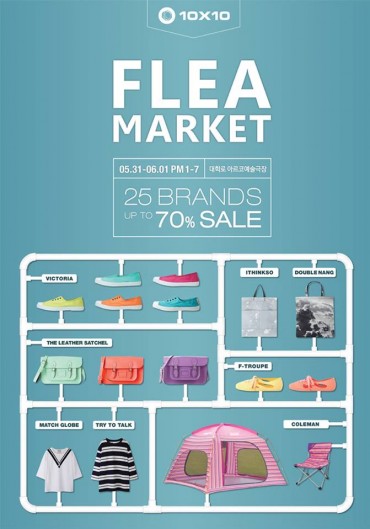 10X10
FLEA
MARKET
05.31-06.01 PM 1-7 대학로 아르코예술극장
25 BRANDS
UP TO 70% SALE
VICTORIA
ITHINKSO DOUBLE NANG
THE LEATHER SATCHEL
F-TROUPE
MATCH GLOBE TRY TO TALK COLEMAN